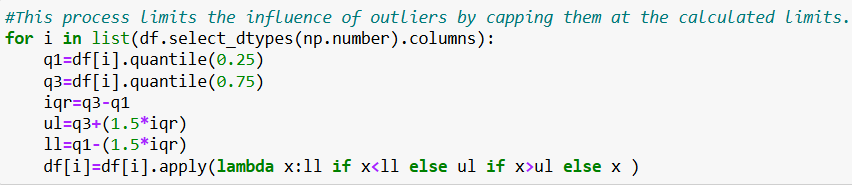 #This process limits the influence of outliers by capping them at the calculated limits.
for i in list(df.select_dtypes(np.number).columns):
    q1=df[i].quantile(0.25)
    q3=df[i].quantile(0.75)
    iqr=q3-q1
    ul=q3+(1.5*iqr)
    ll=q1-(1.5*iqr)
    df[i]=df[i].apply(lambda x:ll if x<ll else ul if x>ul else x )